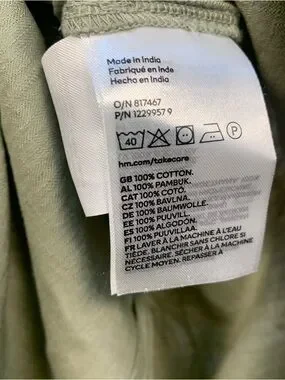 Made in India
Fabriqué en Inde
Hecho en India
O/N 817467
P/N 1229957 9
40 P
hm.com/takecare
GB 100% COTTON.
AL 100% PAMBUK.
CAT 100% COTÓ.
CZ 100% BAVLNA.
DE 100% BAUMWOLLE.
EE 100% PUUVILL.
ES 100% ALGODÓN.
FI 100% PUUVILLAA.
FR LAVER À LA MACHINE À L'EAU
TIÈDE. BLANCHIR SANS CHLORE SI
NÉCESSAIRE. SÉCHER À LA MACHINE
CYCLE MOYEN. REPASSER À